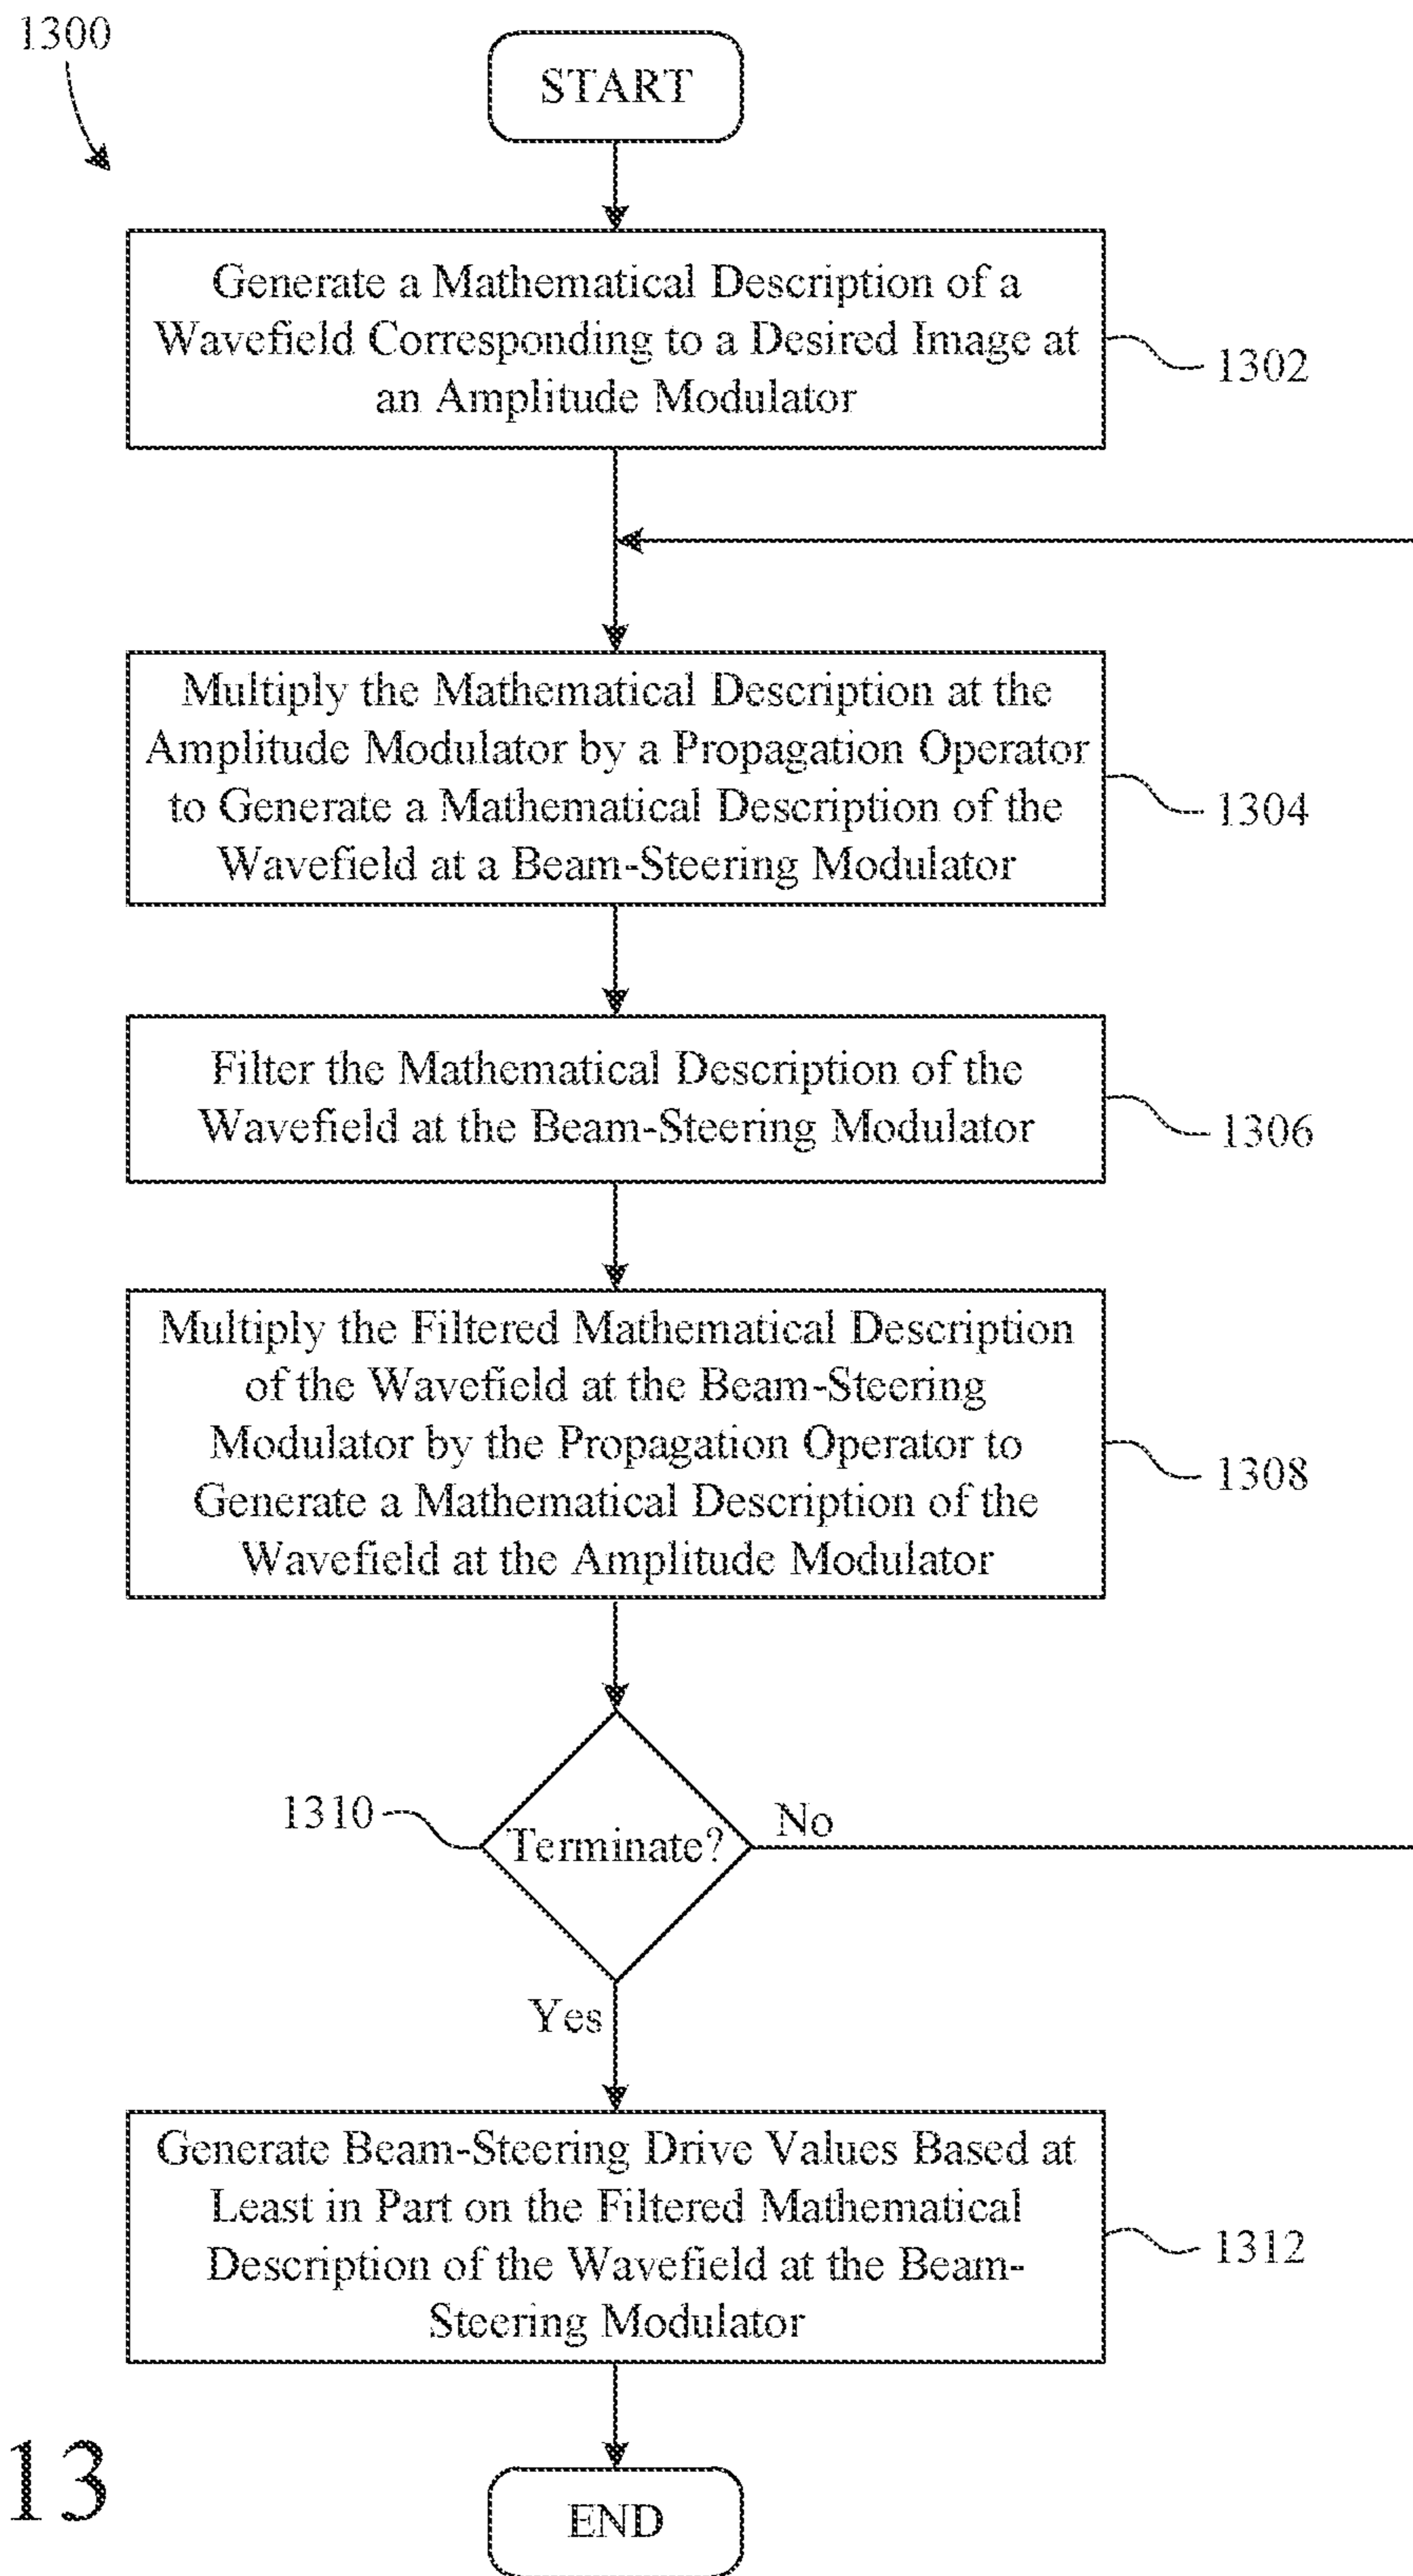 1300
START
Generate a Mathematical Description of a
Wavefield Corresponding to a Desired Image at
an Amplitude Modulator
1302
Multiply the Mathematical Description at the
Amplitude Modulator by a Propagation Operator
to Generate a Mathematical Description of the
Wavefield at a Beam-Steering Modulator
1304
Filter the Mathematical Description of the
Wavefield at the Beam-Steering Modulator
1306
Multiply the Filtered Mathematical Description
of the Wavefield at the Beam-Steering
Modulator by the Propagation Operator to
Generate a Mathematical Description of the
Wavefield at the Amplitude Modulator
1308
1310
Terminate?
No
Yes
Generate Beam-Steering Drive Values Based at
Least in Part on the Filtered Mathematical
Description of the Wavefield at the Beam-
Steering Modulator
1312
13
END